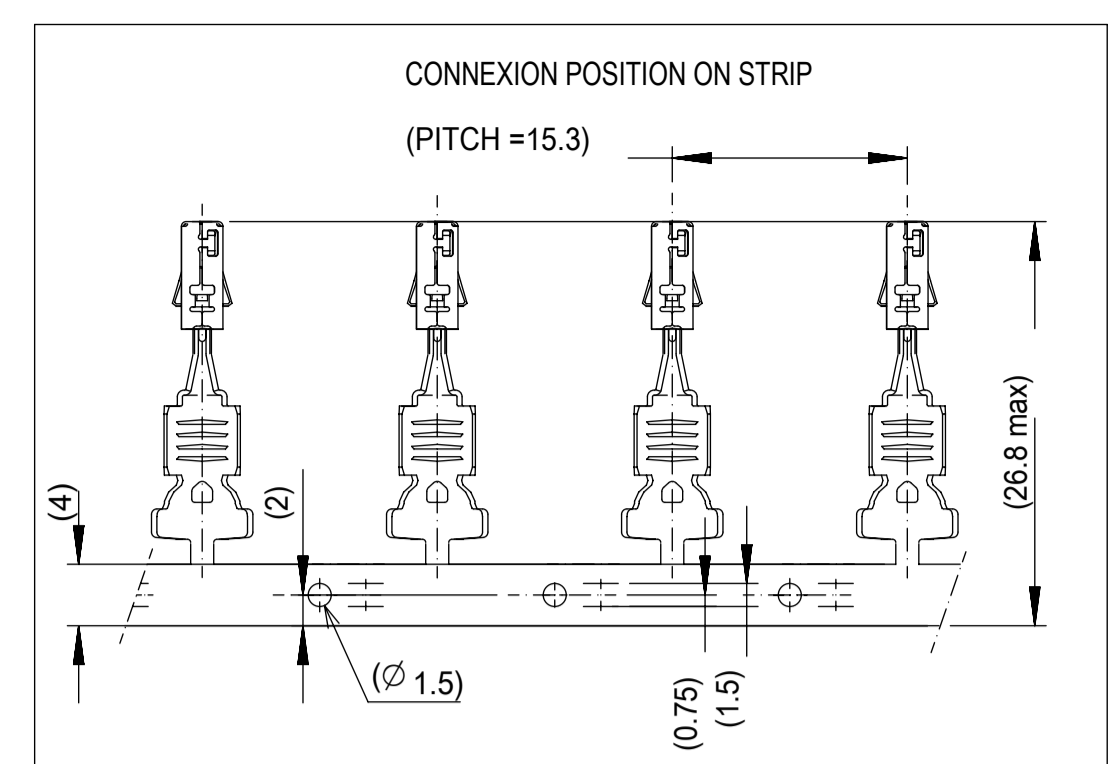 CONNEXION POSITION ON STRIP
(PITCH =15.3)
(26.8 max)
(4)
(2)
(Ø 1.5)
(0.75)
(1.5)